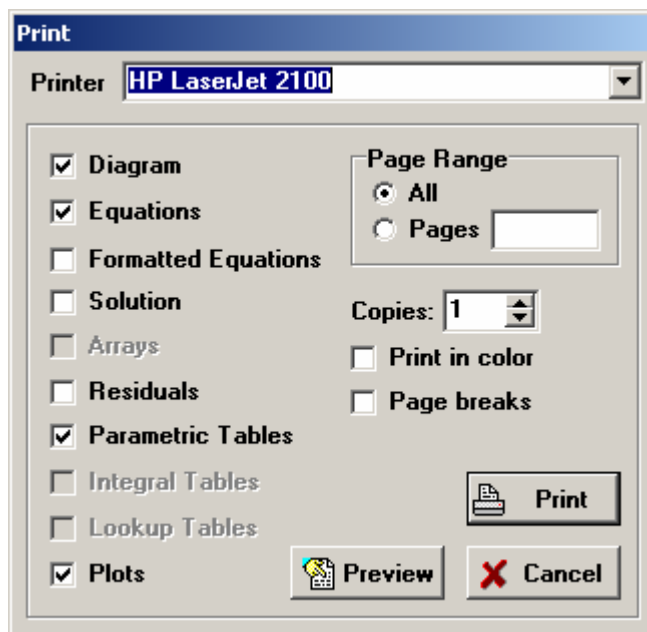 Print
Printer HP LaserJet 2100
Diagram
Equations
Formatted Equations
Solution
Arrays
Residuals
Parametric Tables
Integral Tables
Lookup Tables
Plots
Page Range
All
Pages
Copies: 1
Print in color
Page breaks
Print
Preview
Cancel